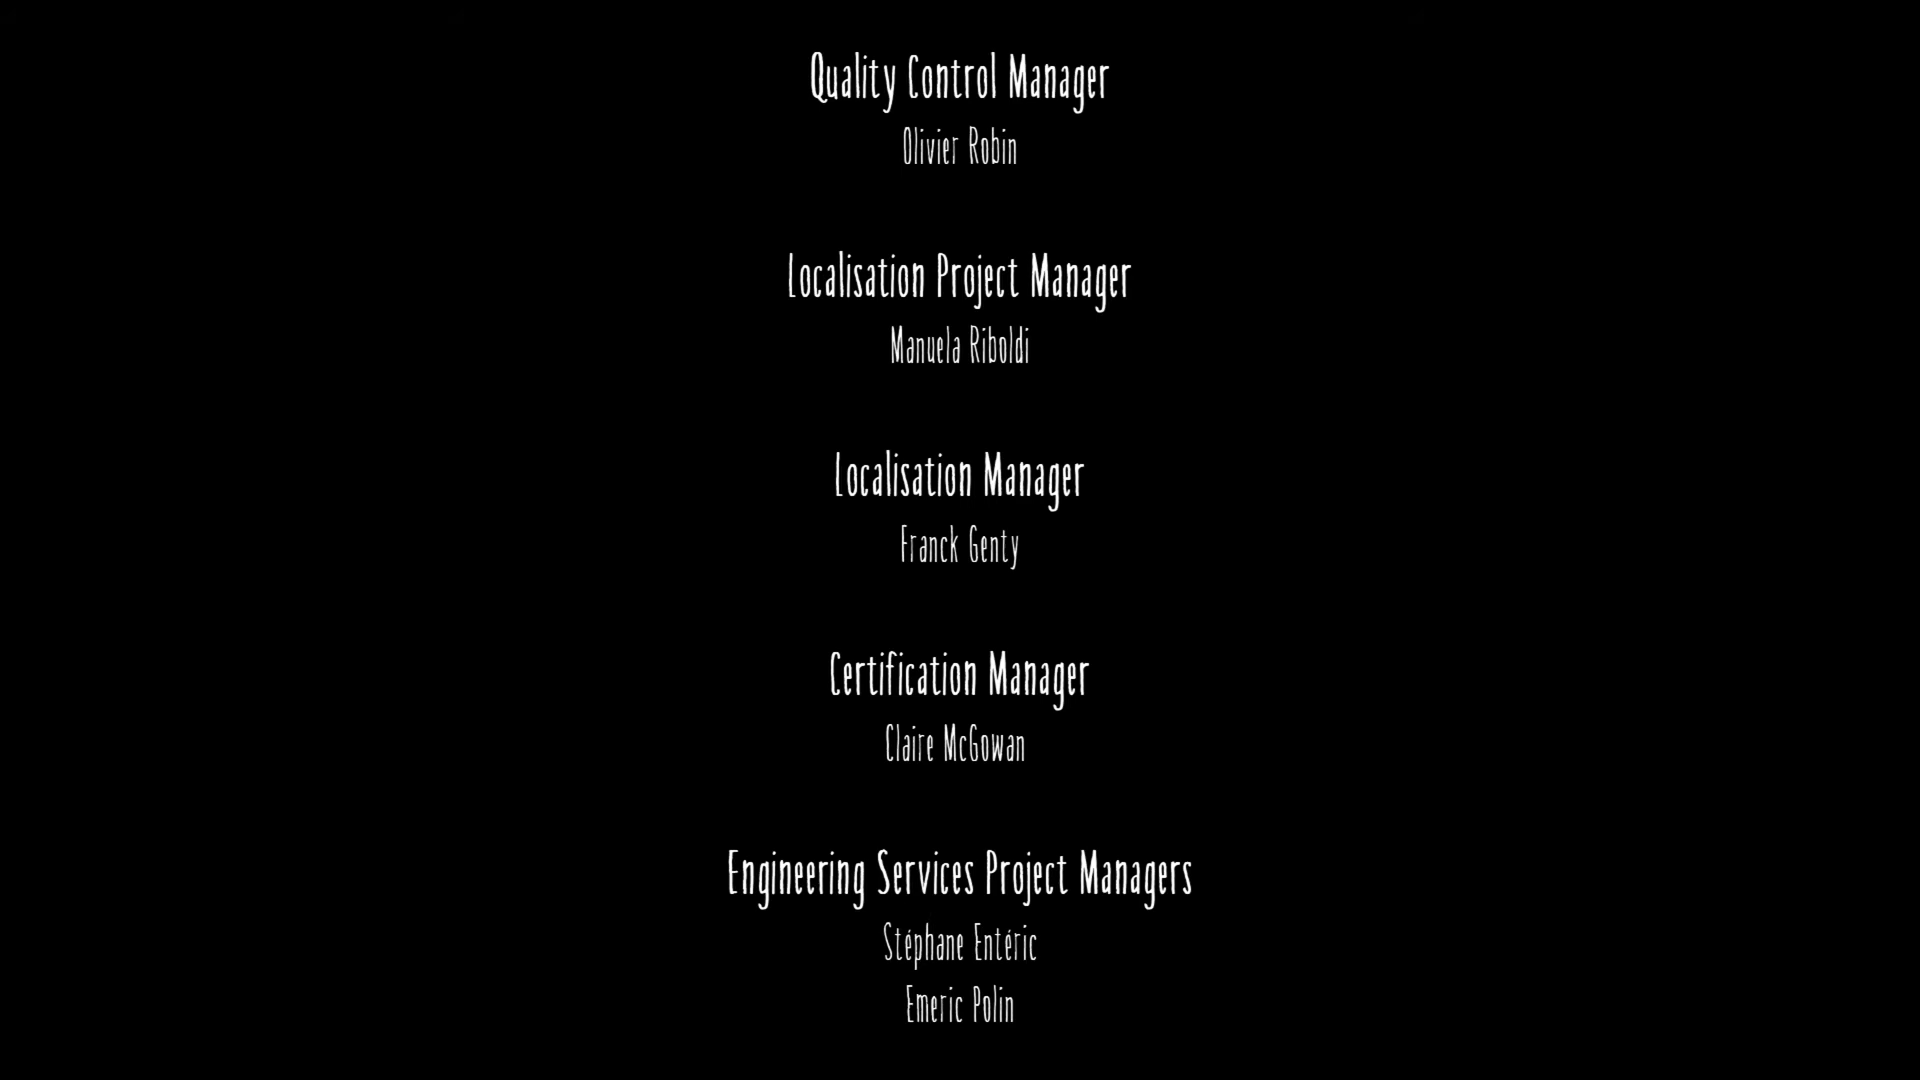 Quality Control Manager
Olivier Robin
Localisation Project Manager
Manuela Riboldi
Localisation Manager
Franck Genty
Certification Manager
Claire McGowan
Engineering Services Project Managers
Stéphane Entéric
Emeric Polin